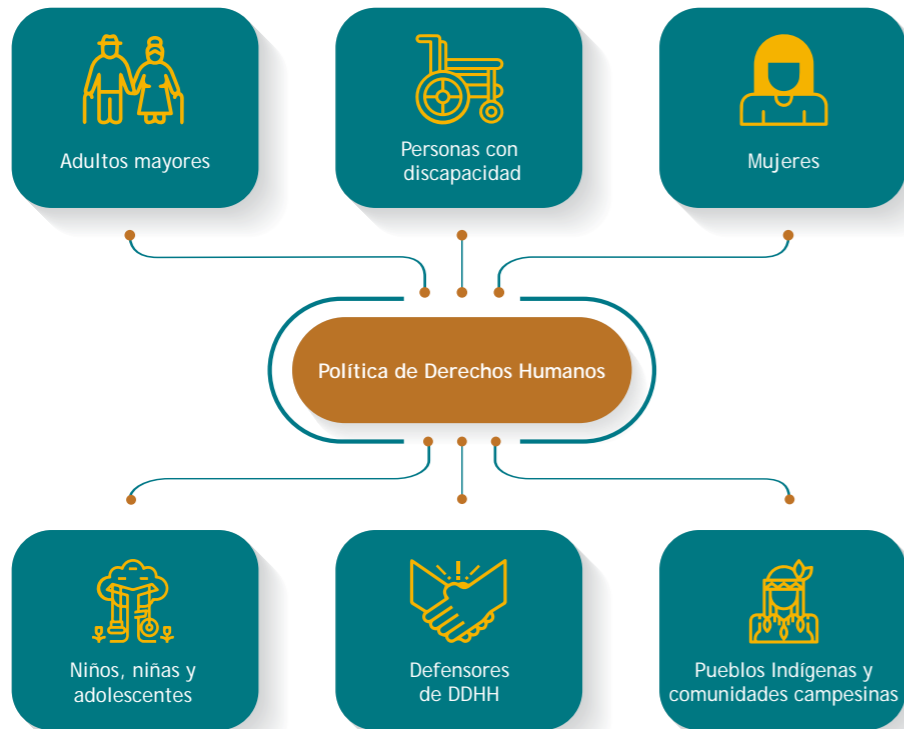 Adultos mayores
Personas con
discapacidad
Mujeres
Política de Derechos Humanos
Niños, niñas y
adolescentes
Defensores
de DDHH
Pueblos Indígenas y
comunidades campesinas